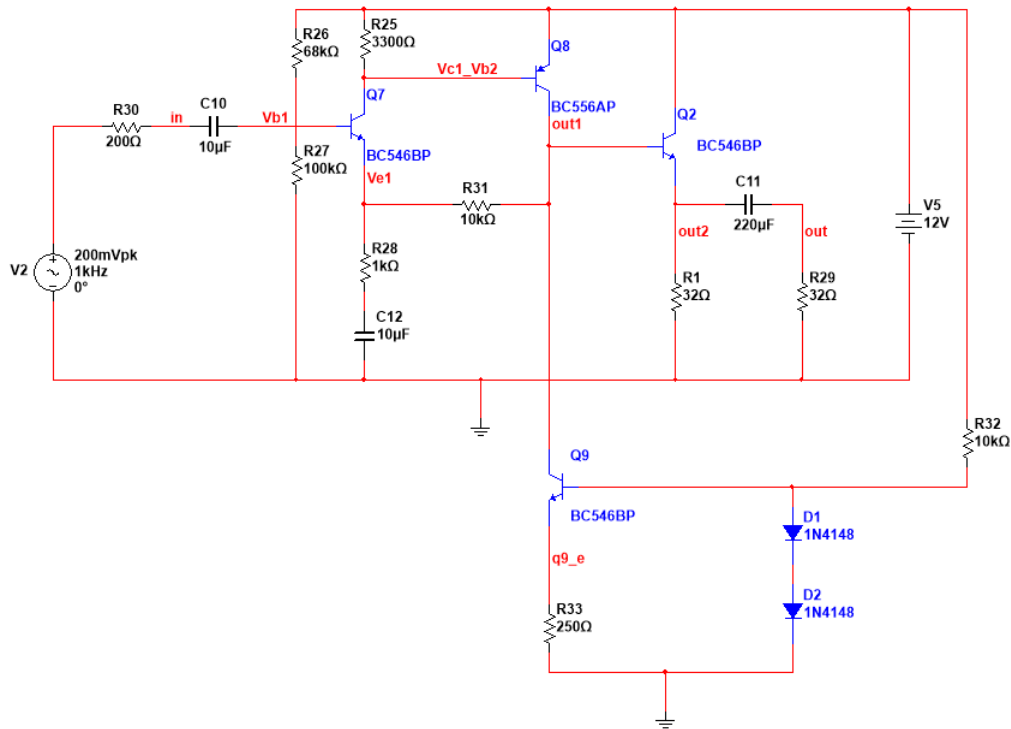 R26
68kΩ
R25
3300Ω
Q8
Vc1_Vb2
Q7
BC556AP
Q2
R30
200Ω
in
C10
10µF
Vb1
out1
BC546BP
R27
100kΩ
BC546BP
Ve1
R31
10kΩ
C11
220µF
V5
12V
out2
out
V2
200mVpk
1kHz
0°
R28
1kΩ
R1
32Ω
R29
32Ω
C12
10µF
R32
10kΩ
Q9
BC546BP
D1
1N4148
q9_e
D2
1N4148
R33
250Ω